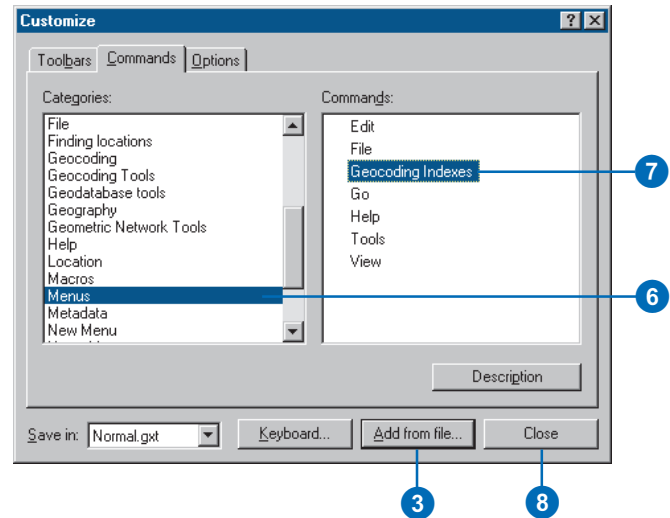 Customize
Toolbars Commands Options
Categories:
Commands:
File
Finding locations
Geocoding
Geocoding Tools
Geodatabase tools
Geography
Geometric Network Tools
Help
Location
Macros
Menus
Metadata
New Menu
Edit
File
Geocoding Indexes
Go
Help
Tools
View
7
6
Description
Save in: Normal.gxt Keyboard... Add from file... Close
3 8